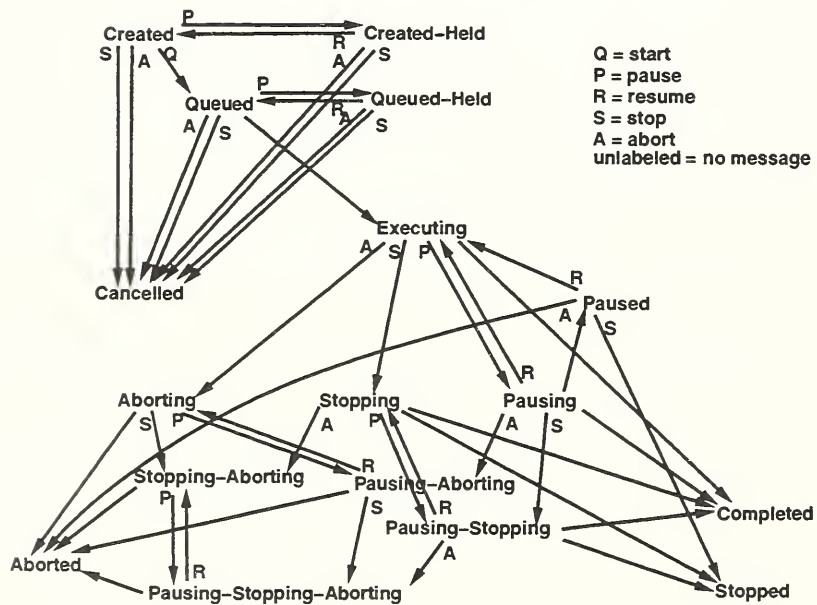 P
Created
R
Created-Held
S
A
Q
A
S
Q = start
P = pause
R = resume
S = stop
A = abort
unlabeled = no message
P
Queued
R
A
Queued-Held
A
S
S
Executing
A
S
P
Cancelled
R
Paused
A
S
Aborting
Stopping
R
Pausing
S
P
P
A
A
S
Stopping-Aborting
R
Pausing-Aborting
P
S
R
Completed
Pausing-Stopping
A
Aborted
R
Pausing-Stopping-Aborting
Stopped